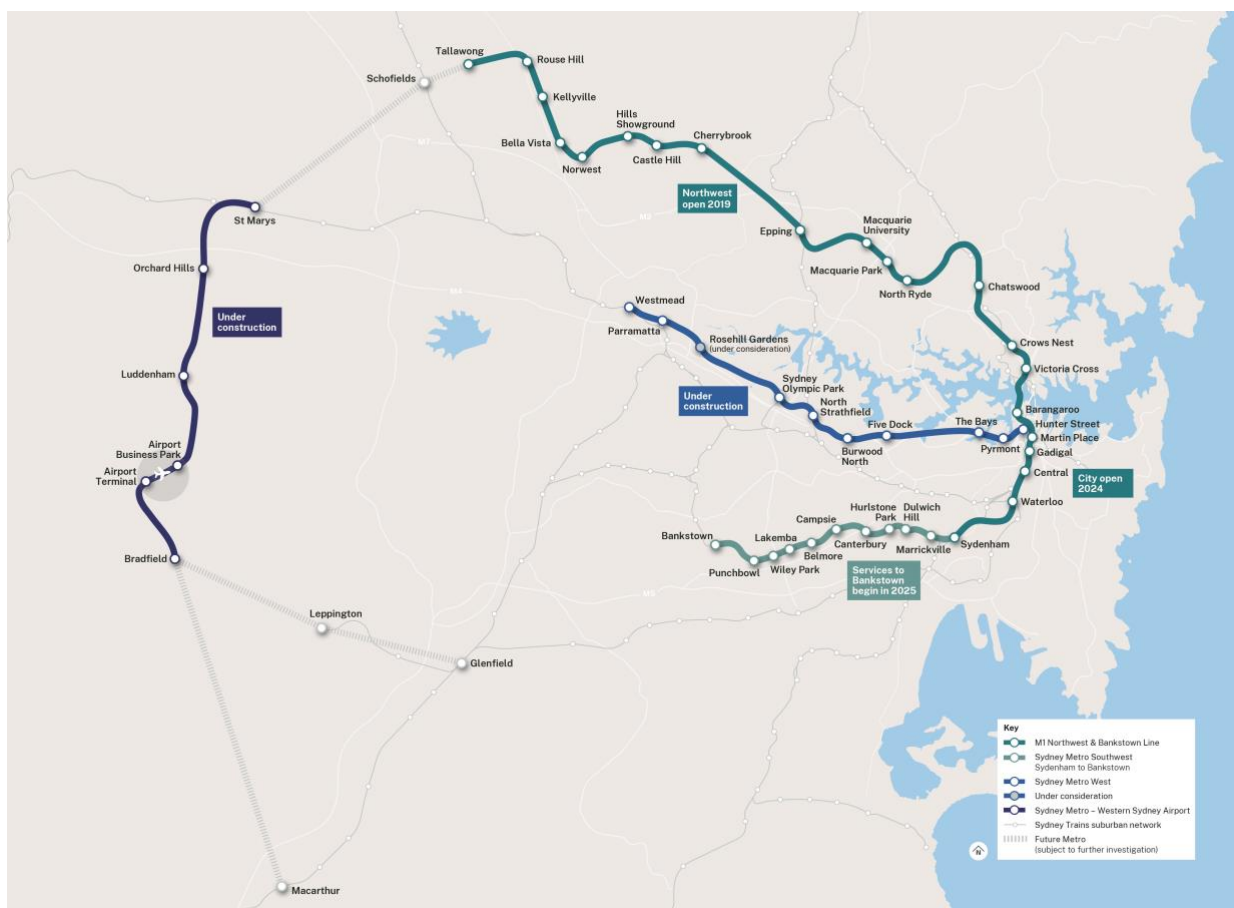 Tallawong
Rouse Hill
Schofields
Kellyville
Hills
Showground
Cherrybrook
Bella Vista
Castle Hill
Norwest
M7
Northwest
open 2019
St Marys
M2
Macquarie
University
Epping
Orchard Hills
Macquarie Park
North Ryde
Chatswood
M4
Westmead
Under
construction
Parramatta
Rosehill Gardens
(under consideration)
Crows Nest
Victoria Cross
Luddenham
Sydney
Olympic Park
Under
construction
North
Strathfield
Barangaroo
Five Dock
The Bays
Hunter Street
Martin Place
Burwood
North
Pyrmont
Gadigal
Airport
Business Park
Airport
Terminal
Central
City open
2024
Waterloo
Hurlstone
Park
Dulwich
Hill
Campsie
Lakemba
Bankstown
Canterbury
Marrickville
Sydenham
Belmore
Wiley Park
Punchbowl
Bradfield
Services to
Bankstown
begin in 2025
M5
Leppington
Glenfield
Key
M1 Northwest & Bankstown Line
Sydney Metro Southwest
Sydenham to Bankstown
Sydney Metro West
Under consideration
Sydney Metro – Western Sydney Airport
Sydney Trains suburban network
Future Metro
(subject to further investigation)
N
Macarthur